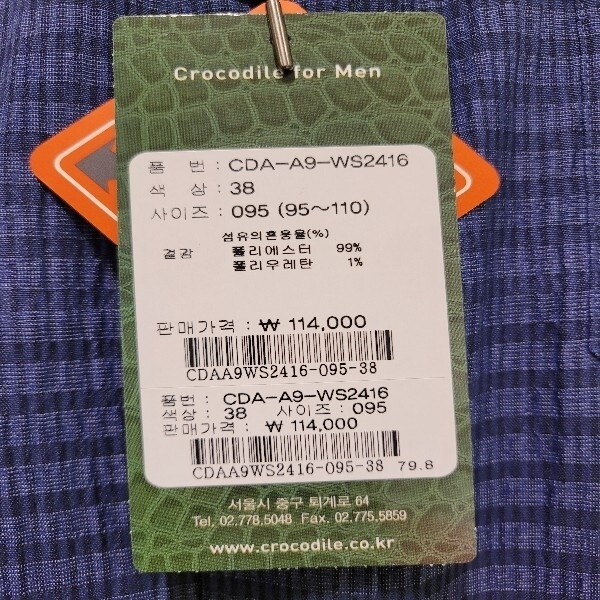 Crocodile for Men
품 번 : CDA-A9-WS2416
색 상 : 38
사이즈 : 095 (95~110)
섬유의혼용율(%)
겉감 폴리에스터 99%
폴리우레탄 1%
판매가격 : ₩ 114,000
CDAA9WS2416-095-38
품번 : CDA-A9-WS2416
색상 : 38 사이즈 : 095
판매가격 : ₩ 114,000
CDAA9WS2416-095-38 79.8
서울시 중구 퇴계로 64
Tel. 02.778.5048 Fax. 02.775.5859
www.crocodile.co.kr